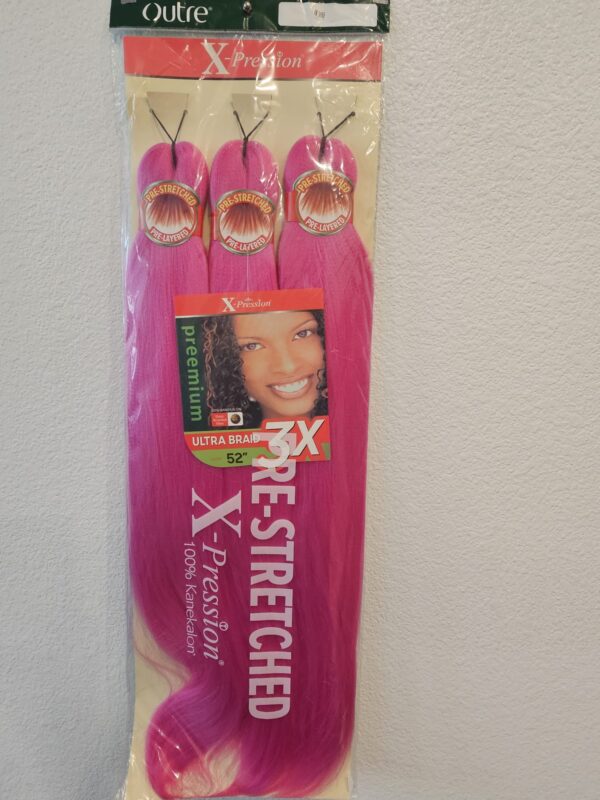 Outre®
X-Pression
PRE-STRETCHED
PRE-LAYERED
PRE-STRETCHED
PRE-LAYERED
PRE-STRETCHED
PRE-LAYERED
X-Pression®
preemium
ULTRA BRAID
3X
52"
PRE-STRETCHED
X-Pression®
100% Kanekalon®